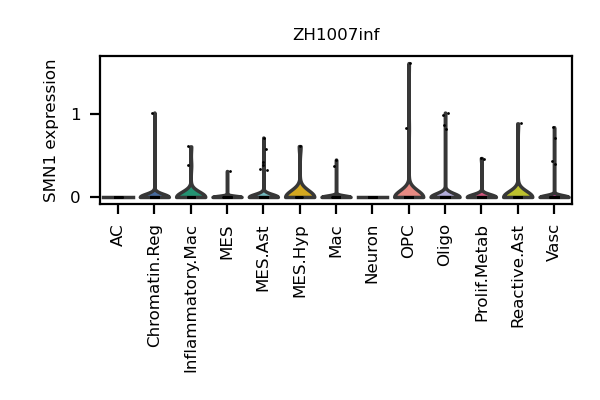 ZH1007inf
SMN1 expression
1
0
AC
Chromatin.Reg
Inflammatory.Mac
MES
MES.Ast
MES.Hyp
Mac
Neuron
OPC
Oligo
Prolif.Metab
Reactive.Ast
Vasc